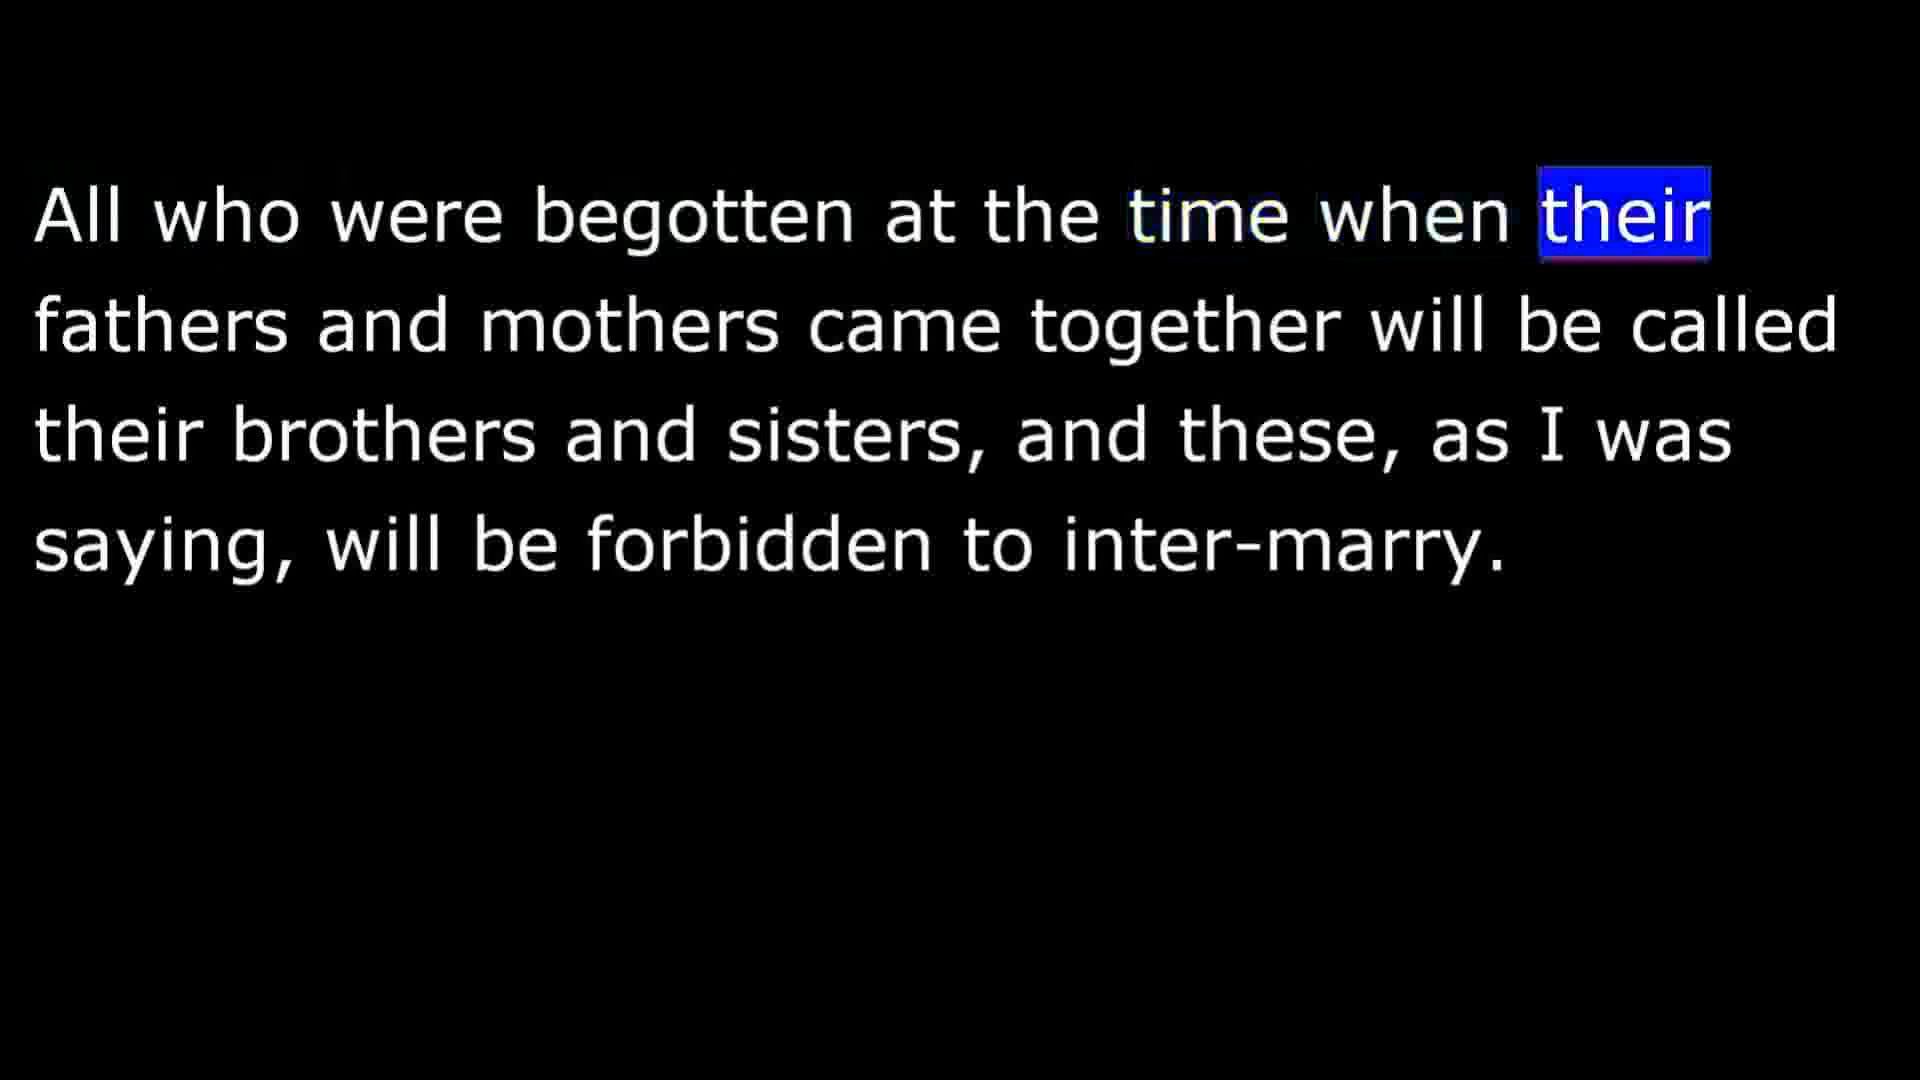 All who were begotten at the time when their
fathers and mothers came together will be called
their brothers and sisters, and these, as I was
saying, will be forbidden to inter-marry.